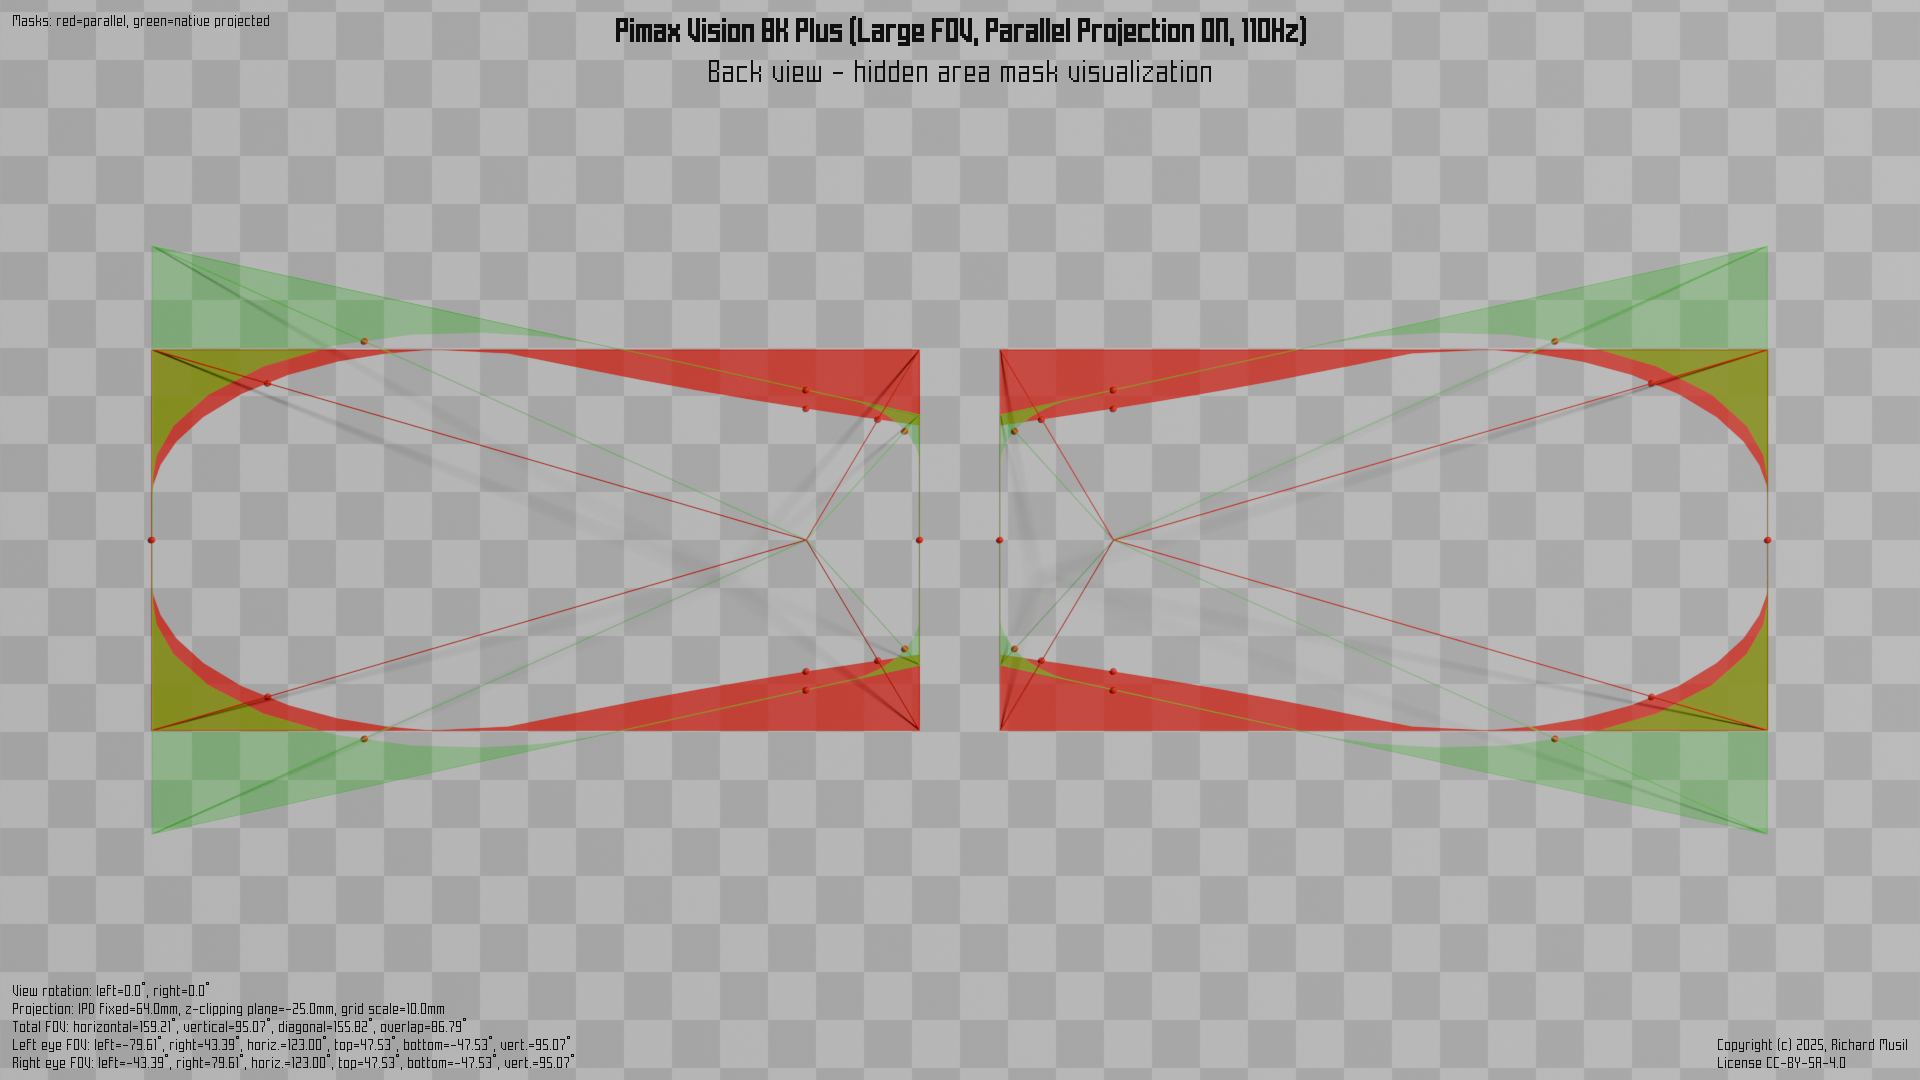 Masks: red=parallel, green=native projected
Pimax Vision 8K Plus (Large FOV, Parallel Projection ON, 110Hz)
Back view - hidden area mask visualization
View rotation: left=0.0°, right=0.0°
Projection: IPD fixed=64.0mm, z-clipping plane=-25.0mm, grid scale=10.0mm
Total FOV: horizontal=159.21°, vertical=95.07°, diagonal=155.82°, overlap=86.79°
Left eye FOV: left=-79.61°, right=43.39°, horiz.=123.00°, top=47.53°, bottom=-47.53°, vert.=95.07°
Right eye FOV: left=-43.39°, right=79.61°, horiz.=123.00°, top=47.53°, bottom=-47.53°, vert.=95.07°
Copyright (c) 2025, Richard Musil
License CC-BY-SA-4.0